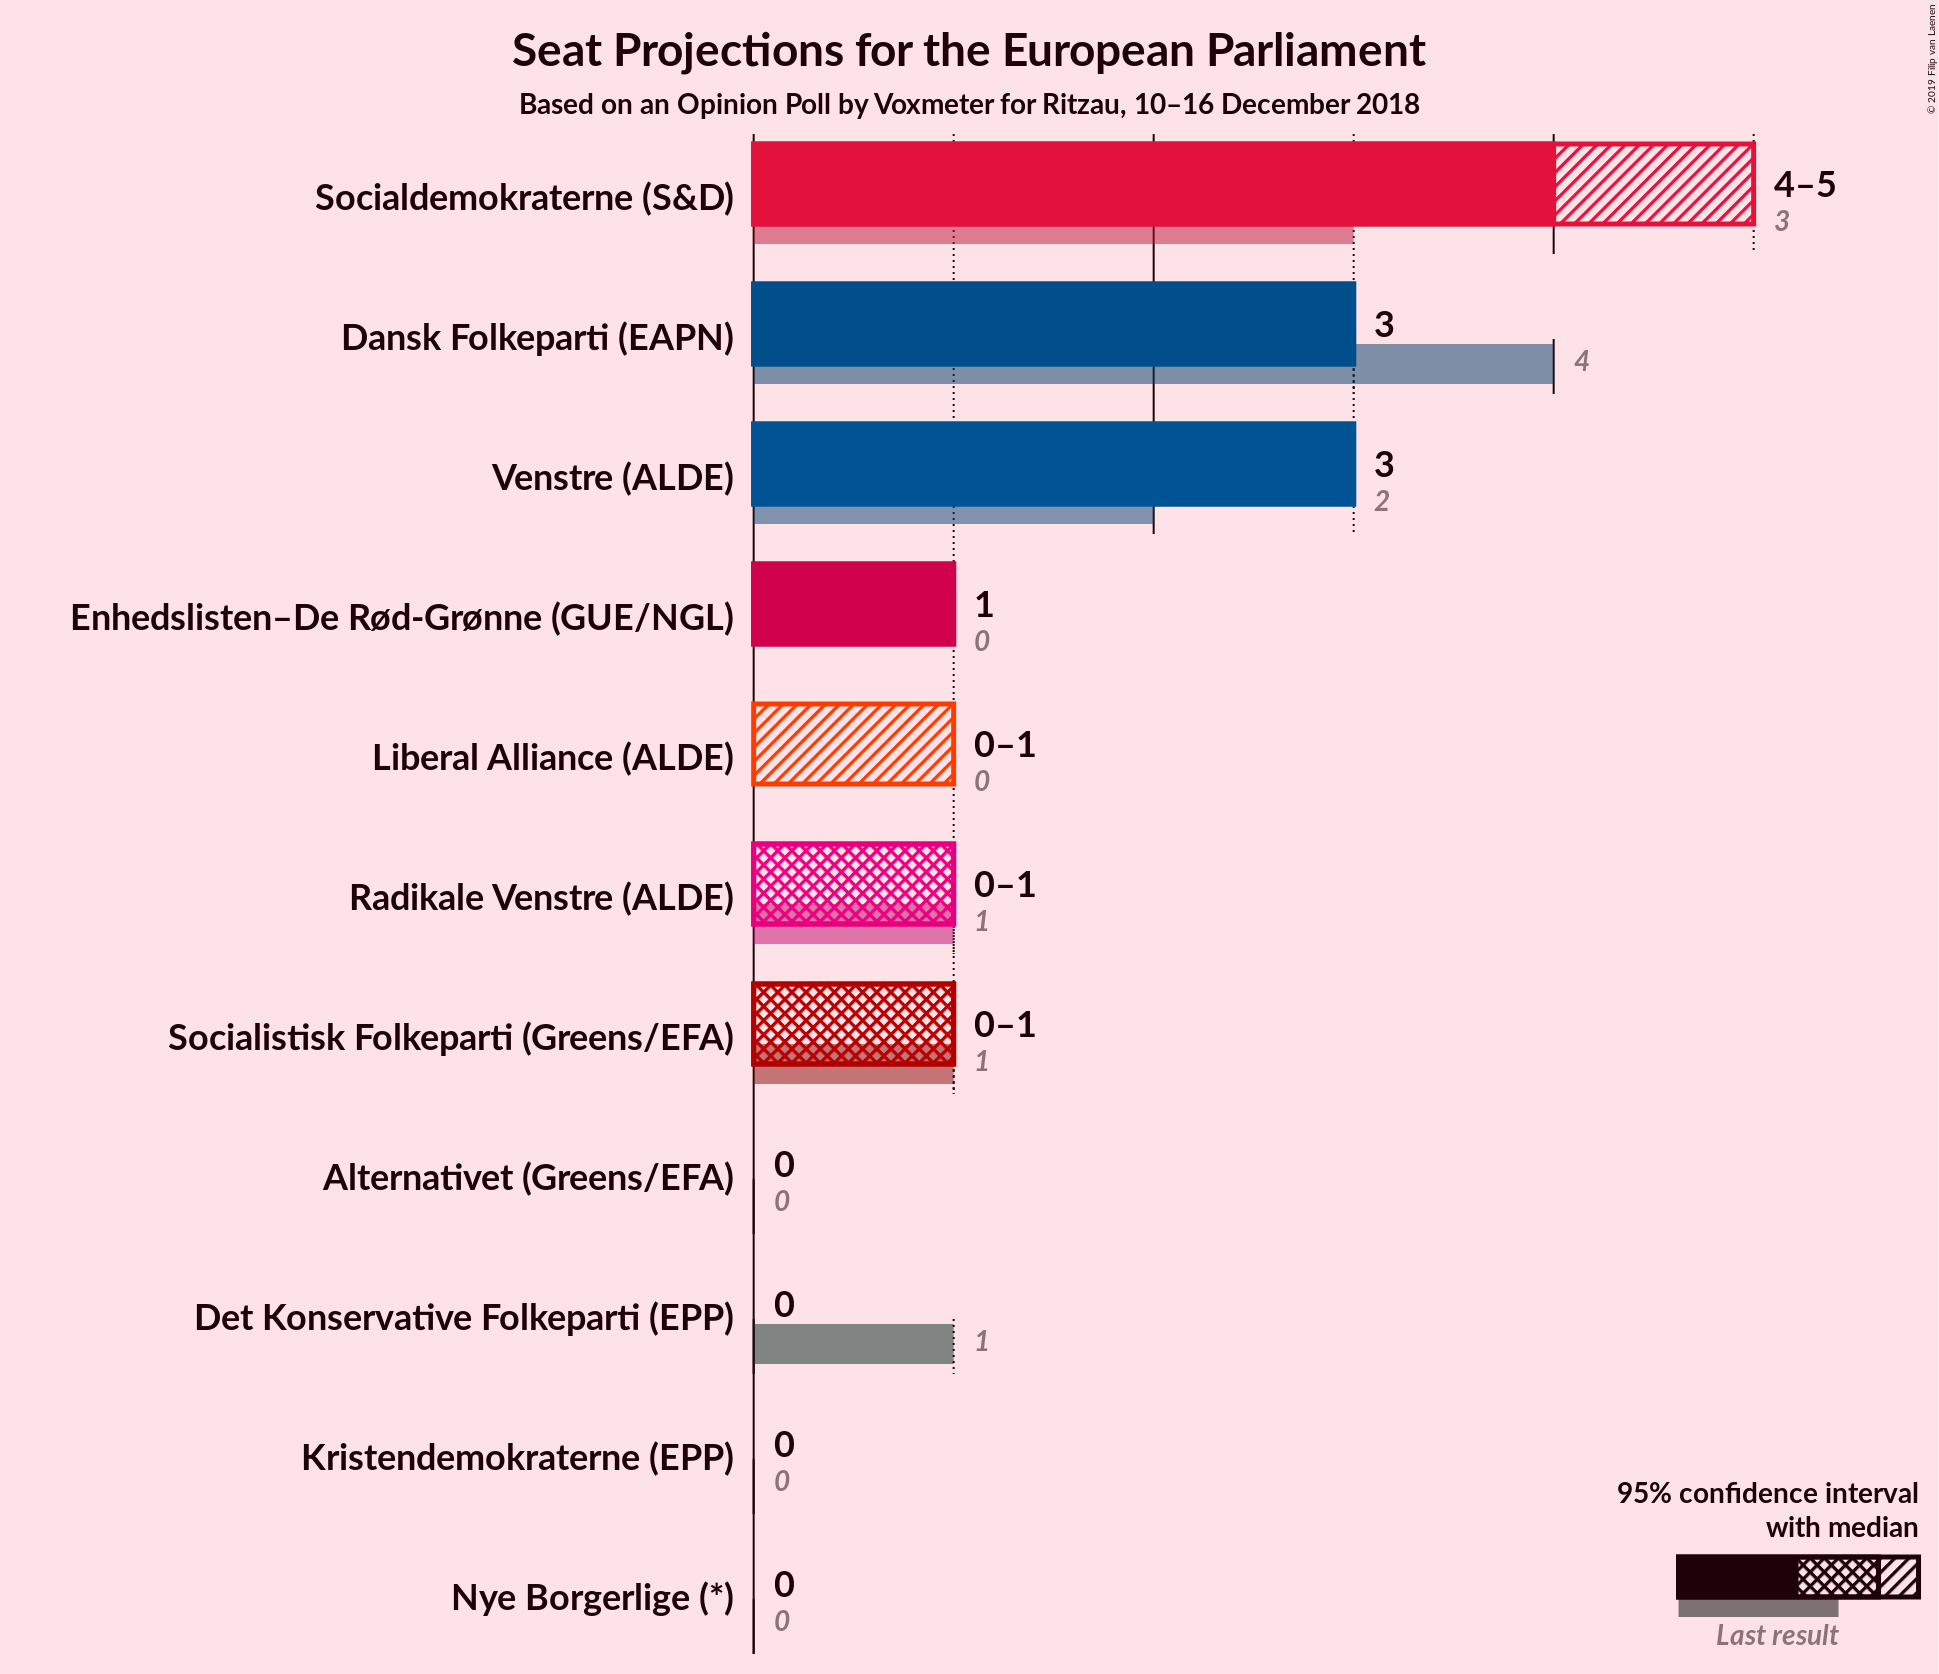 Seat Projections for the European Parliament
Based on an Opinion Poll by Voxmeter for Ritzau, 10–16 December 2018
© 2019 Filip van Laenen
Socialdemokraterne (S&D)
4–5
3
Dansk Folkeparti (EAPN)
3
4
Venstre (ALDE)
3
2
Enhedslisten–De Rød-Grønne (GUE/NGL)
1
0
Liberal Alliance (ALDE)
0–1
0
Radikale Venstre (ALDE)
0–1
1
Socialistisk Folkeparti (Greens/EFA)
0–1
1
Alternativet (Greens/EFA)
0
0
Det Konservative Folkeparti (EPP)
0
1
Kristendemokraterne (EPP)
0
0
Nye Borgerlige (*)
0
0
95% confidence interval
with median
Last result